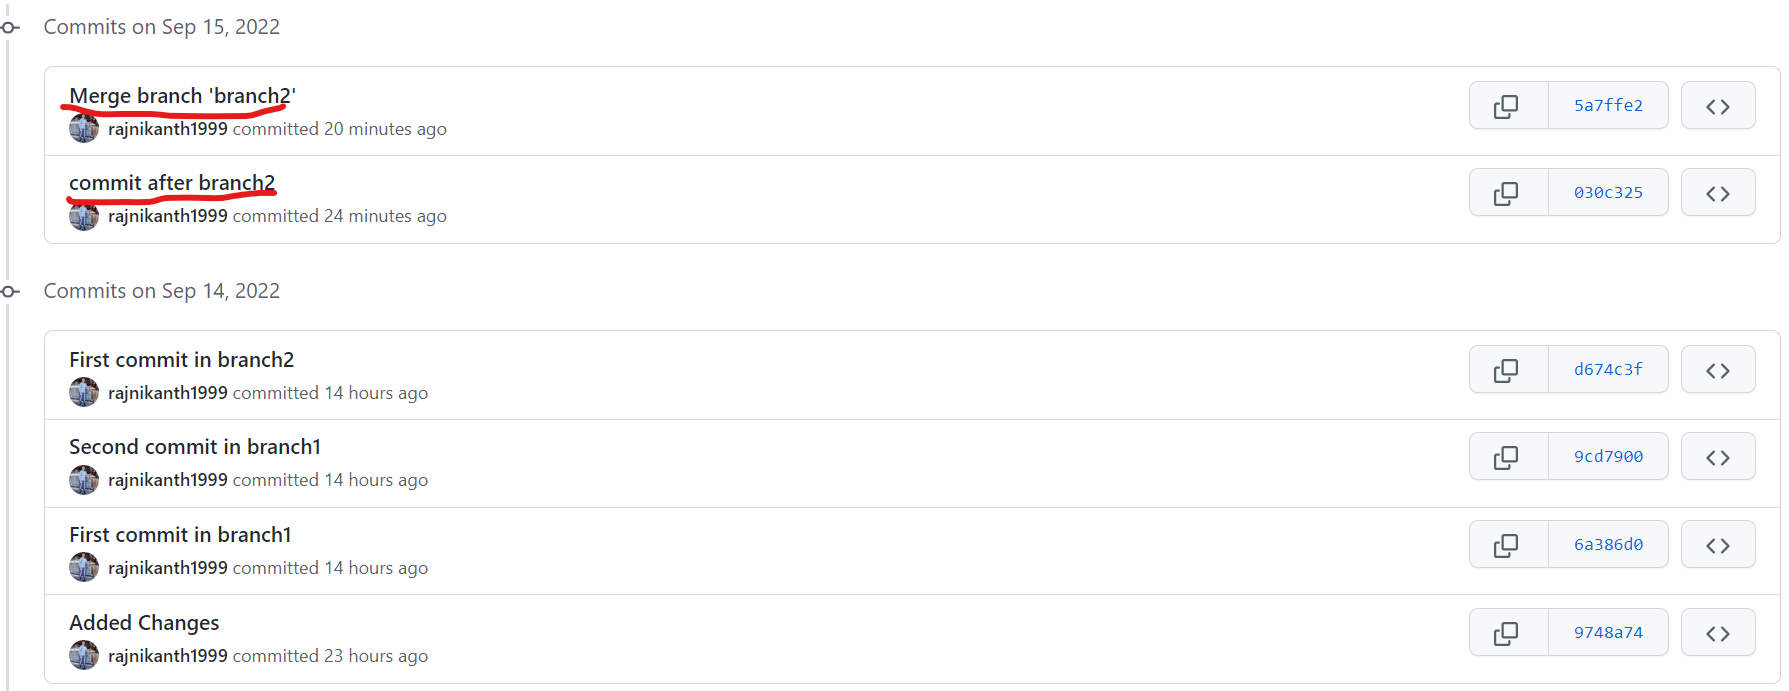 Commits on Sep 15, 2022
Merge branch 'branch2'
5a7ffe2
rajnikanth1999 committed 20 minutes ago
commit after branch2
030c325
rajnikanth1999 committed 24 minutes ago
Commits on Sep 14, 2022
First commit in branch2
d674c3f
rajnikanth1999 committed 14 hours ago
Second commit in branch1
9cd7900
rajnikanth1999 committed 14 hours ago
First commit in branch1
6a386d0
rajnikanth1999 committed 14 hours ago
Added Changes
9748a74
rajnikanth1999 committed 23 hours ago